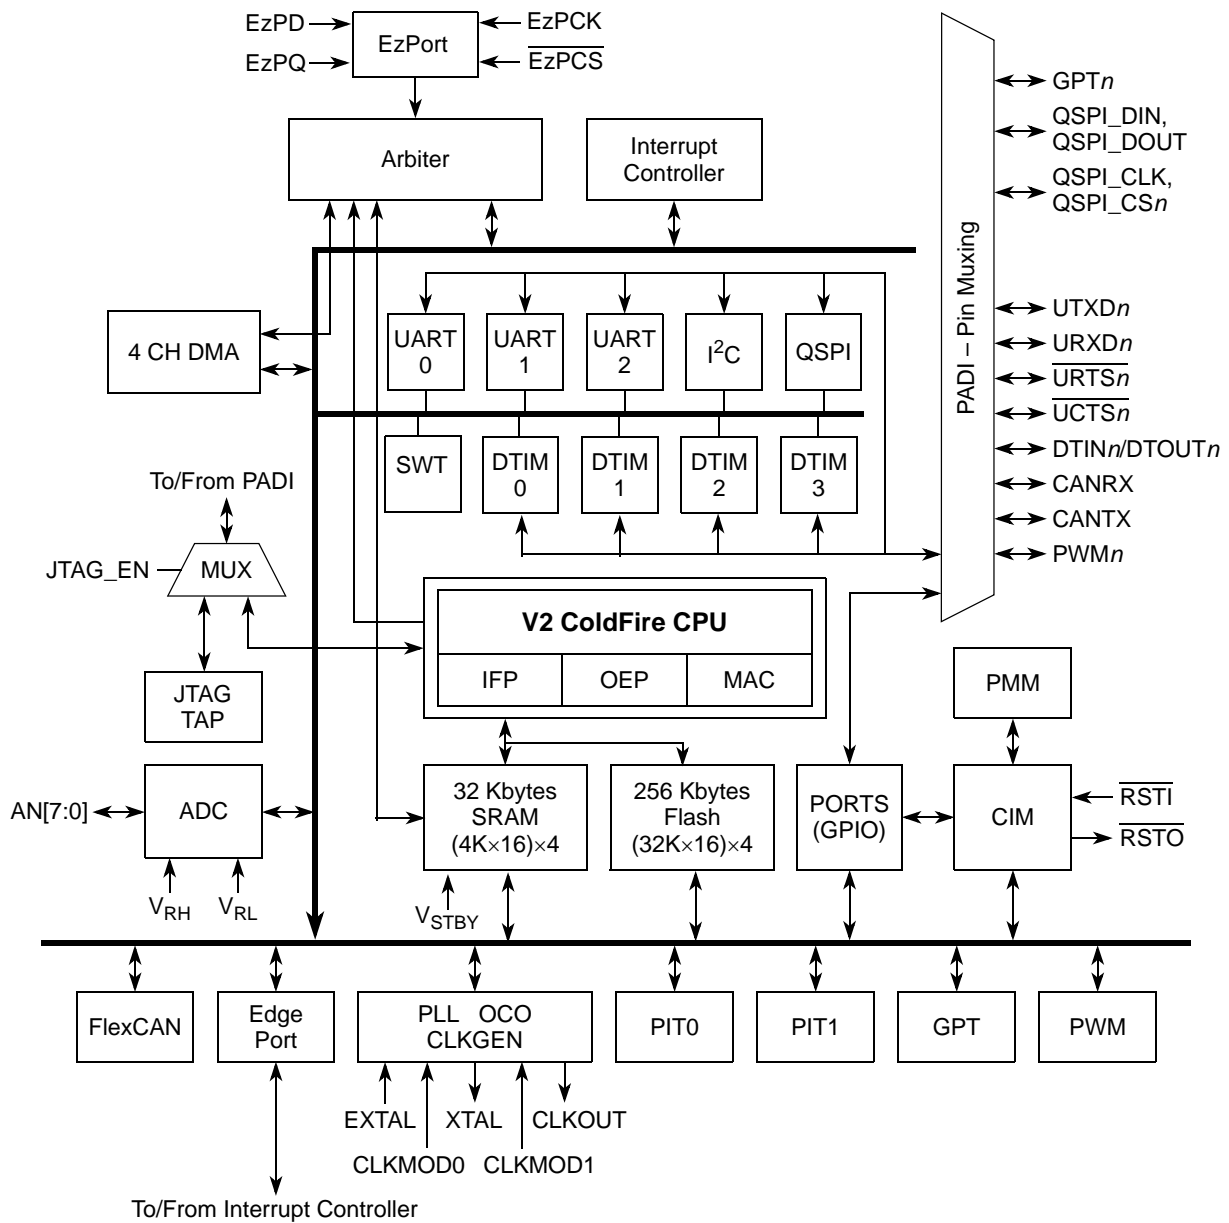 EzPD
EzPQ
EzPort
EzPCK
EzPCS
Arbiter
Interrupt
Controller
GPTn
QSPI_DIN,
QSPI_DOUT
QSPI_CLK,
QSPI_CSn
PADI – Pin Muxing
UTXDn
URXDn
URTSn
UCTSn
DTINn/DTOUTn
CANRX
CANTX
PWMn
4 CH DMA
UART
0
UART
1
UART
2
I²C
QSPI
SWT
DTIM
0
DTIM
1
DTIM
2
DTIM
3
To/From PADI
JTAG_EN
MUX
JTAG
TAP
V2 ColdFire CPU
IFP
OEP
MAC
PMM
AN[7:0]
ADC
VRH
VRL
32 Kbytes
SRAM
(4K×16)×4
VSTBY
256 Kbytes
Flash
(32K×16)×4
PORTS
(GPIO)
CIM
RSTI
RSTO
FlexCAN
Edge
Port
PLL OCO
CLKGEN
PIT0
PIT1
GPT
PWM
EXTAL
XTAL
CLKOUT
CLKMOD0
CLKMOD1
To/From Interrupt Controller